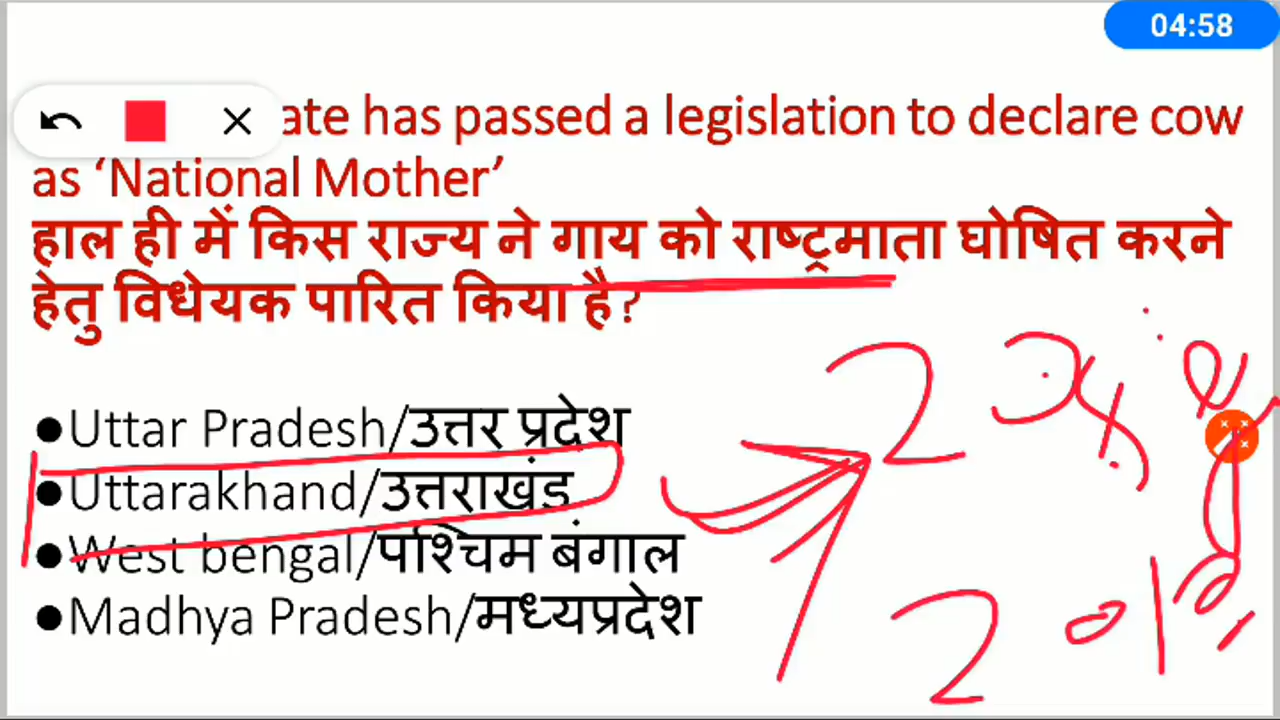 04:58
ate has passed a legislation to declare cow
as ‘National Mother’
हाल ही में किस राज्य ने गाय को राष्ट्रमाता घोषित करने
हेतु विधेयक पारित किया है?
●Uttar Pradesh/उत्तर प्रदेश
●Uttarakhand/उत्तराखंड
●West bengal/पश्चिम बंगाल
●Madhya Pradesh/मध्यप्रदेश